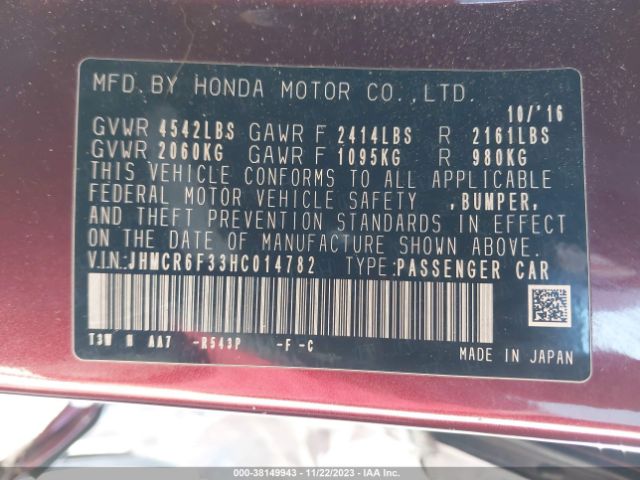 MFD.BY HONDA MOTOR CO.,LTD.
10/'16
GVWR 4542LBS GAWR F 2414LBS R 2161LBS
GVWR 2060KG GAWR F 1095KG R 980KG
THIS VEHICLE CONFORMS TO ALL APPLICABLE
FEDERAL MOTOR VEHICLE SAFETY ,BUMPER,
AND THEFT PREVENTION STANDARDS IN EFFECT
ON THE DATE OF MANUFACTURE SHOWN ABOVE.
V.I.N:JHMCR6F33HC014782 TYPE:PASSENGER CAR
T3W N AA7 -R543P -F-C
MADE IN JAPAN
000-38149943 - 11/22/2023 - IAA Inc.